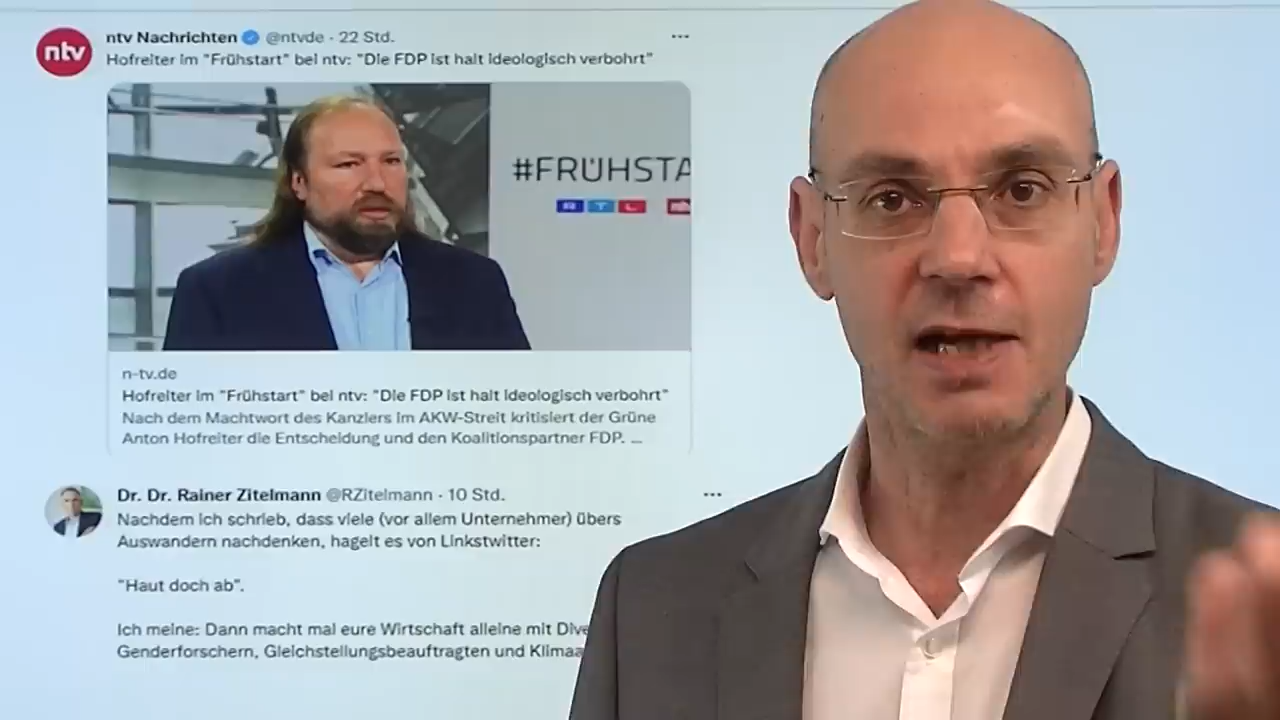 ntv
ntv Nachrichten @ntvde · 22 Std.
Hofreiter im "Frühstart" bei ntv: "Die FDP ist halt ideologisch verbohrt"
#FRÜHSTA
RTL
n-tv.de
Hofreiter im "Frühstart" bei ntv: "Die FDP ist halt ideologisch verbohrt"
Nach dem Machtwort des Kanzlers im AKW-Streit kritisiert der Grüne
Anton Hofreiter die Entscheidung und den Koalitionspartner FDP. ...
Dr. Dr. Rainer Zitelmann @RZitelmann · 10 Std.
Nachdem ich schrieb, dass viele (vor allem Unternehmer) übers
Auswandern nachdenken, hagelt es von Linkstwitter:
"Haut doch ab".
Ich meine: Dann macht mal eure Wirtschaft alleine mit Dive
Genderforschern, Gleichstellungsbeauftragten und Klimaa